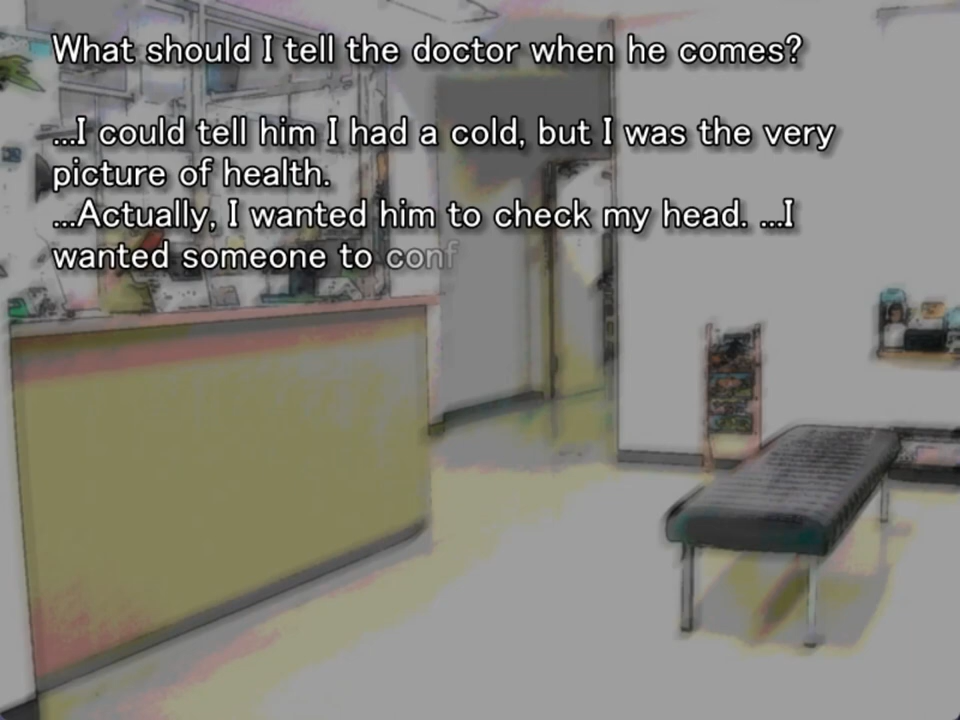 What should I tell the doctor when he comes?
...I could tell him I had a cold, but I was the very
picture of health.
...Actually, I wanted him to check my head. ...I
wanted someone to conf